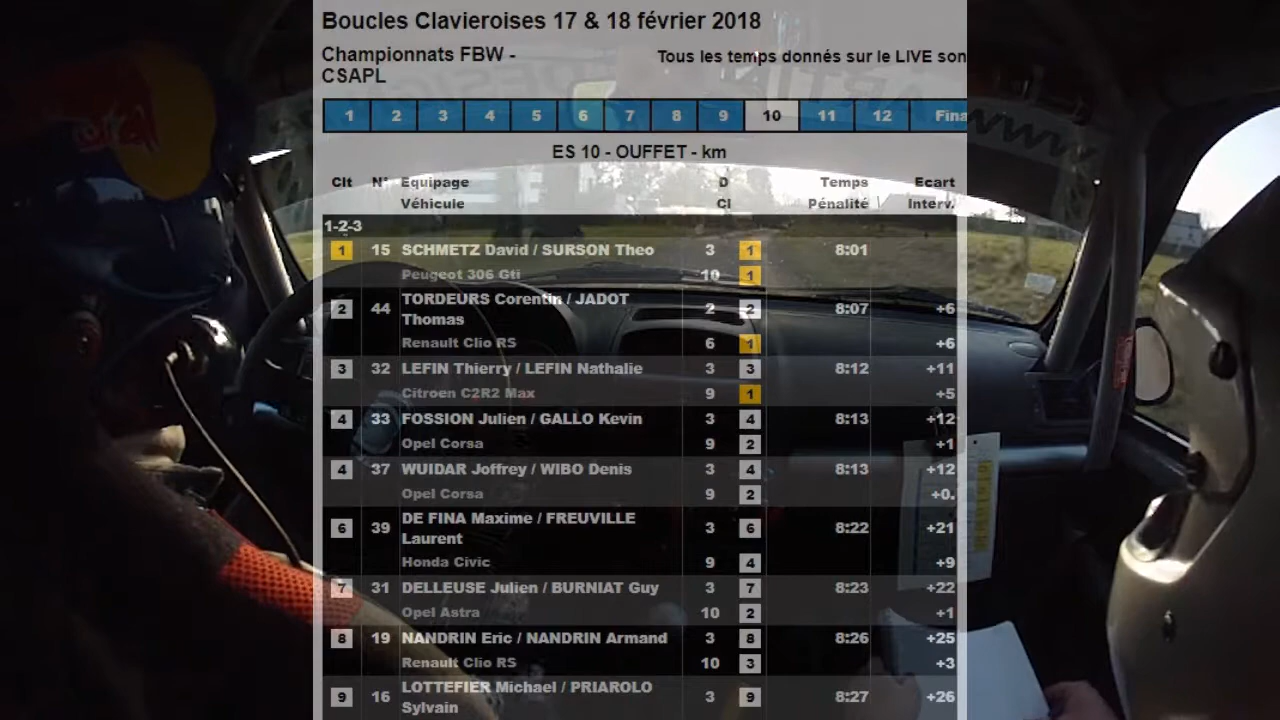 Boucles Clavieroises 17 & 18 février 2018
Championnats FBW - Tous les temps donnés sur le LIVE son
CSAPL
1 2 3 4 5 6 7 8 9 10 11 12 Fina
ES 10 - OUFFET - km
Clt N° Equipage D Temps Ecart
Véhicule Cl Pénalité Interv.
1-2-3
1 15 SCHMETZ David / SURSON Theo 3 1 8:01
Peugeot 306 Gti 10 1
2 44 TORDEURS Corentin / JADOT Thomas 2 2 8:07 +6
Renault Clio RS 6 1 +6
3 32 LEFIN Thierry / LEFIN Nathalie 3 3 8:12 +11
Citroen C2R2 Max 9 1 +5
4 33 FOSSION Julien / GALLO Kevin 3 4 8:13 +12
Opel Corsa 9 2 +1
4 37 WUIDAR Joffrey / WIBO Denis 3 4 8:13 +12
Opel Corsa 9 2 +0.
6 39 DE FINA Maxime / FREUVILLE Laurent 3 6 8:22 +21
Honda Civic 9 4 +9
7 31 DELLEUSE Julien / BURNIAT Guy 3 7 8:23 +22
Opel Astra 10 2 +1
8 19 NANDRIN Eric / NANDRIN Armand 3 8 8:26 +25
Renault Clio RS 10 3 +3
9 16 LOTTEFIER Michael / PRIAROLO Sylvain 3 9 8:27 +26